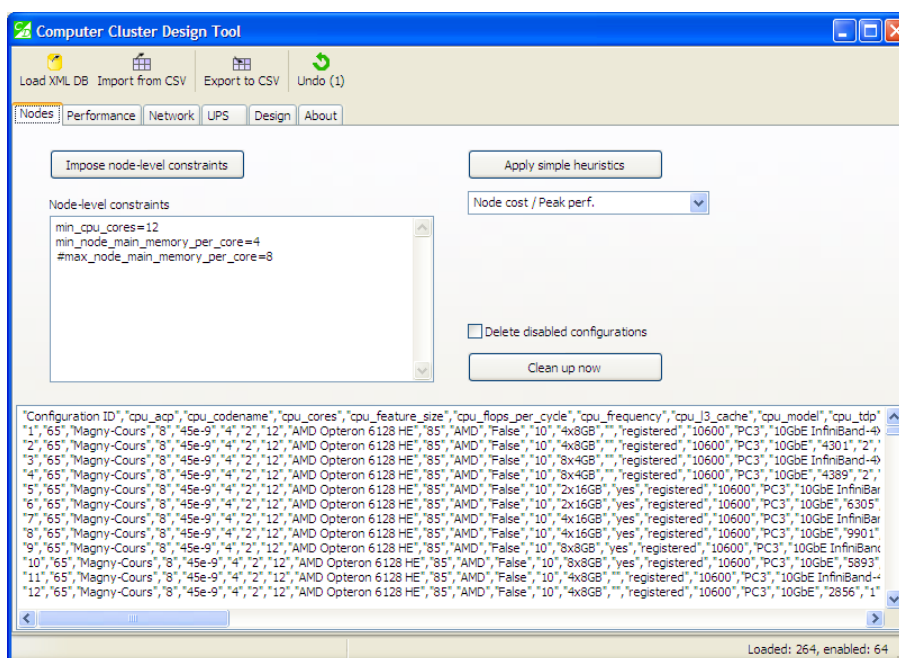 Computer Cluster Design Tool
Load XML DB Import from CSV Export to CSV Undo (1)
Nodes Performance Network UPS Design About
Impose node-level constraints Apply simple heuristics
Node cost / Peak perf.
Node-level constraints
min_cpu_cores=12
min_node_main_memory_per_core=4
#max_node_main_memory_per_core=8
Delete disabled configurations
Clean up now
"Configuration ID","cpu_acp","cpu_codename","cpu_cores","cpu_feature_size","cpu_flops_per_cycle","cpu_frequency","cpu_l3_cache","cpu_model","cpu_tdp"
"1","65","Magny-Cours","8","45e-9","4","2","12","AMD Opteron 6128 HE","85","AMD","False","10","4x8GB","","registered","10600","PC3","10GbE InfiniBand-4X
"2","65","Magny-Cours","8","45e-9","4","2","12","AMD Opteron 6128 HE","85","AMD","False","10","4x8GB","","registered","10600","PC3","10GbE","4301","2","
"3","65","Magny-Cours","8","45e-9","4","2","12","AMD Opteron 6128 HE","85","AMD","False","10","8x4GB","","registered","10600","PC3","10GbE InfiniBand-4X
"4","65","Magny-Cours","8","45e-9","4","2","12","AMD Opteron 6128 HE","85","AMD","False","10","8x4GB","","registered","10600","PC3","10GbE","4389","2","
"5","65","Magny-Cours","8","45e-9","4","2","12","AMD Opteron 6128 HE","85","AMD","False","10","2x16GB","yes","registered","10600","PC3","10GbE InfiniBan
"6","65","Magny-Cours","8","45e-9","4","2","12","AMD Opteron 6128 HE","85","AMD","False","10","2x16GB","yes","registered","10600","PC3","10GbE","6305",
"7","65","Magny-Cours","8","45e-9","4","2","12","AMD Opteron 6128 HE","85","AMD","False","10","4x16GB","yes","registered","10600","PC3","10GbE InfiniBan
"8","65","Magny-Cours","8","45e-9","4","2","12","AMD Opteron 6128 HE","85","AMD","False","10","4x16GB","yes","registered","10600","PC3","10GbE","9901",
"9","65","Magny-Cours","8","45e-9","4","2","12","AMD Opteron 6128 HE","85","AMD","False","10","8x8GB","yes","registered","10600","PC3","10GbE InfiniBand
"10","65","Magny-Cours","8","45e-9","4","2","12","AMD Opteron 6128 HE","85","AMD","False","10","8x8GB","yes","registered","10600","PC3","10GbE","5893",
"11","65","Magny-Cours","8","45e-9","4","2","12","AMD Opteron 6128 HE","85","AMD","False","10","4x8GB","","registered","10600","PC3","10GbE InfiniBand-4
"12","65","Magny-Cours","8","45e-9","4","2","12","AMD Opteron 6128 HE","85","AMD","False","10","4x8GB","","registered","10600","PC3","10GbE","2856","1"
Loaded: 264, enabled: 64